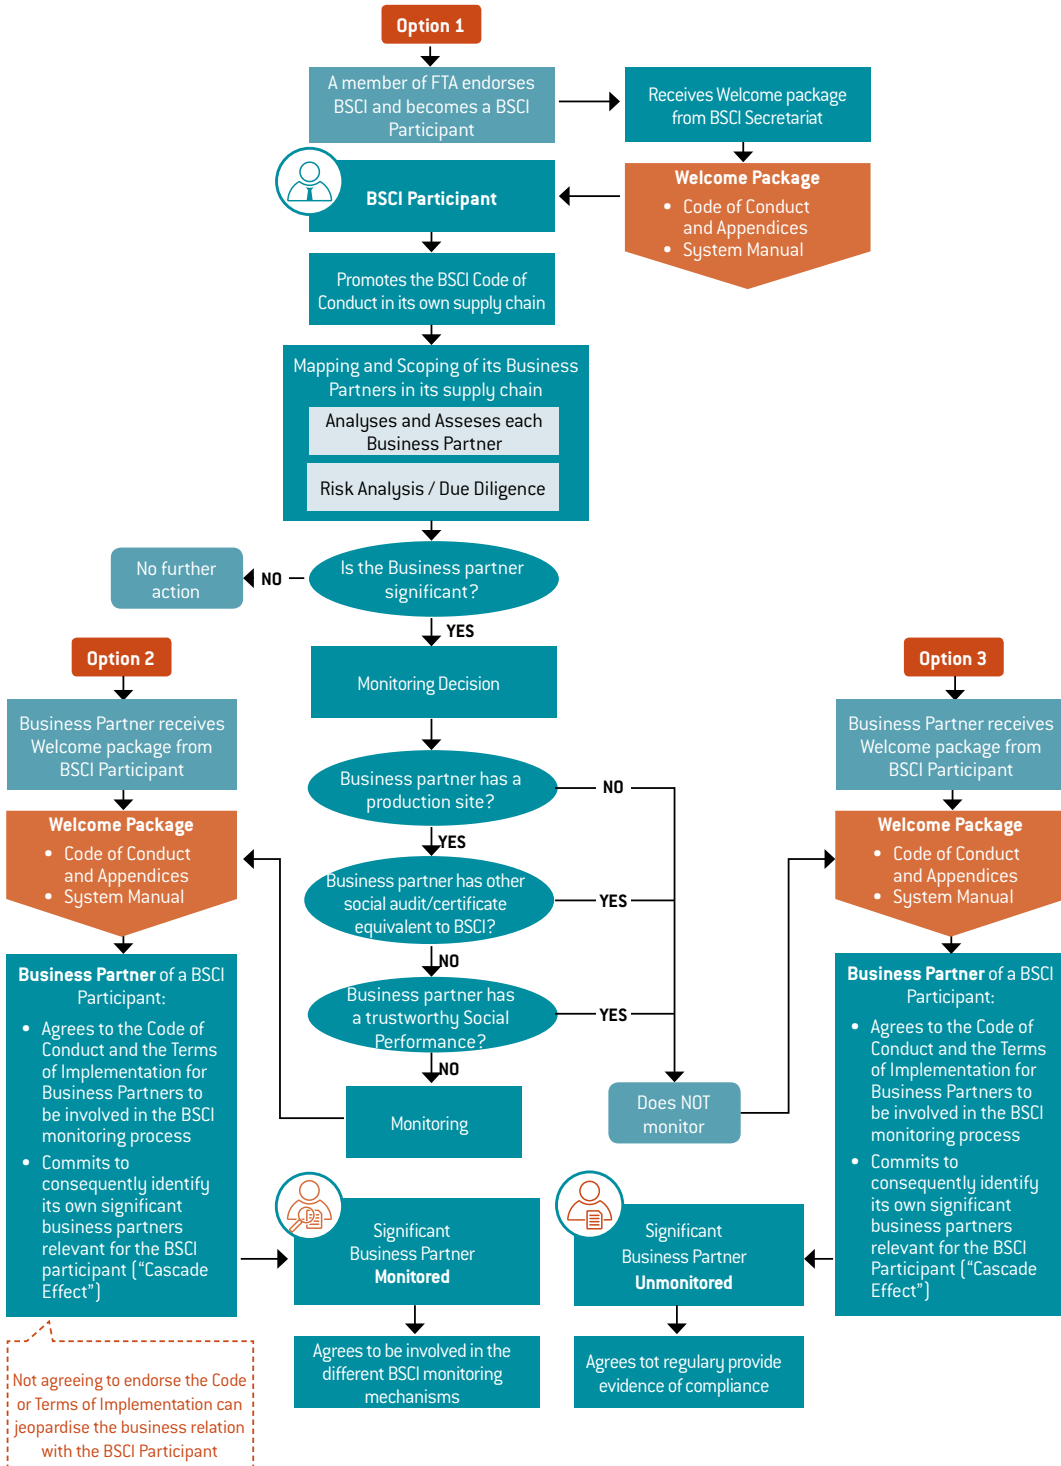 Option 1
A member of FTA endorses
BSCI and becomes a BSCI
Participant
Receives Welcome package
from BSCI Secretariat
Welcome Package
• Code of Conduct
and Appendices
• System Manual
BSCI Participant
Promotes the BSCI Code of
Conduct in its own supply chain
Mapping and Scoping of its Business
Partners in its supply chain
Analyses and Asseses each
Business Partner
Risk Analysis / Due Diligence
Is the Business partner
significant?
NO
No further
action
YES
Monitoring Decision
Business partner has a
production site?
NO
YES
Business partner has other
social audit/certificate
equivalent to BSCI?
YES
NO
Business partner has
a trustworthy Social
Performance?
YES
NO
Monitoring
Does NOT
monitor
Option 2
Business Partner receives
Welcome package from
BSCI Participant
Welcome Package
• Code of Conduct
and Appendices
• System Manual
Business Partner of a BSCI
Participant:
• Agrees to the Code of
Conduct and the Terms
of Implementation for
Business Partners to
be involved in the BSCI
monitoring process
• Commits to
consequently identify
its own significant
business partners
relevant for the BSCI
participant ("Cascade
Effect")
Not agreeing to endorse the Code
or Terms of Implementation can
jeopardise the business relation
with the BSCI Participant
Significant
Business Partner
Monitored
Agrees to be involved in the
different BSCI monitoring
mechanisms
Significant
Business Partner
Unmonitored
Agrees tot regulary provide
evidence of compliance
Option 3
Business Partner receives
Welcome package from
BSCI Participant
Welcome Package
• Code of Conduct
and Appendices
• System Manual
Business Partner of a BSCI
Participant:
• Agrees to the Code of
Conduct and the Terms
of Implementation for
Business Partners to
be involved in the BSCI
monitoring process
• Commits to
consequently identify
its own significant
business partners
relevant for the BSCI
Participant ("Cascade
Effect")